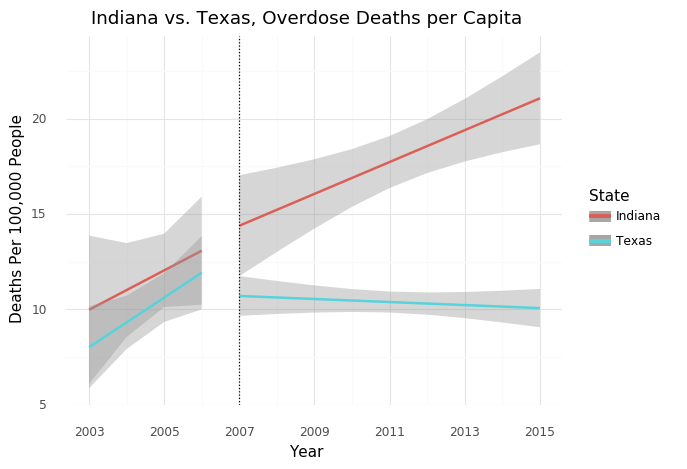 Indiana vs. Texas, Overdose Deaths per Capita
Deaths Per 100,000 People
20
15
10
5
2003 2005 2007 2009 2011 2013 2015
Year
State
Indiana
Texas